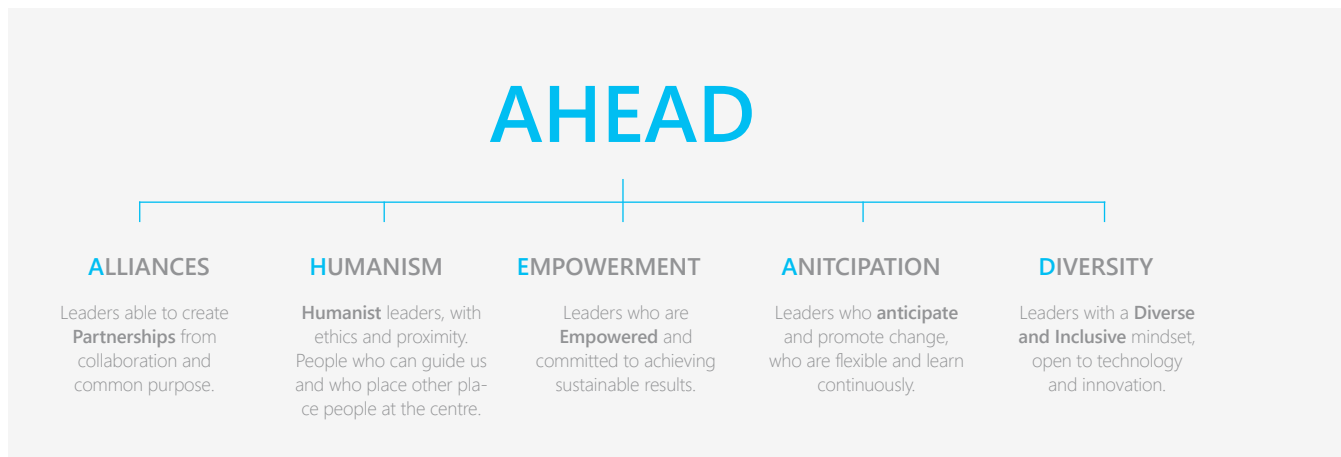 AHEAD
ALLIANCES
Leaders able to create
Partnerships from
collaboration and
common purpose.
HUMANISM
Humanist leaders, with
ethics and proximity.
People who can guide us
and who place other pla-
ce people at the centre.
EMPOWERMENT
Leaders who are
Empowered and
committed to achieving
sustainable results.
ANITCIPATION
Leaders who anticipate
and promote change,
who are flexible and learn
continuously.
DIVERSITY
Leaders with a Diverse
and Inclusive mindset,
open to technology
and innovation.